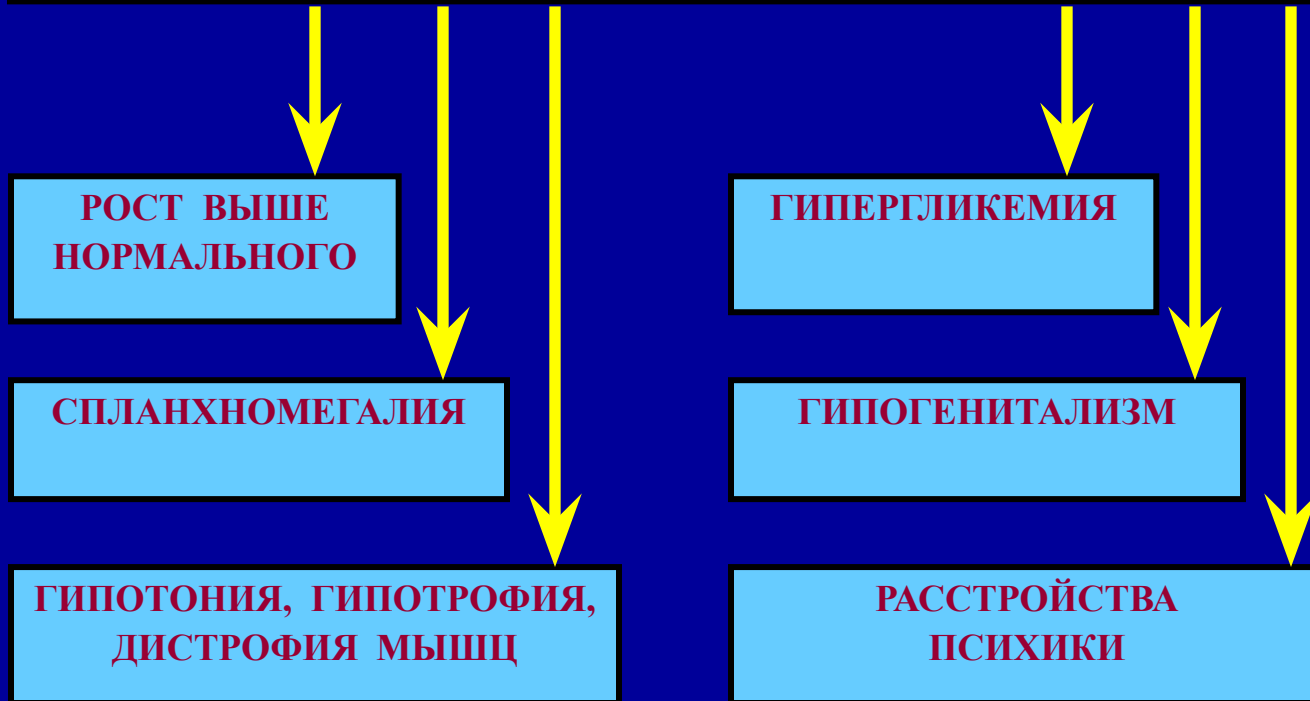 РОСТ ВЫШЕ
НОРМАЛЬНОГО
СПЛАНХНОМЕГАЛИЯ
ГИПОТОНИЯ, ГИПОТРОФИЯ,
ДИСТРОФИЯ МЫШЦ
ГИПЕРГЛИКЕМИЯ
ГИПОГЕНИТАЛИЗМ
РАССТРОЙСТВА
ПСИХИКИ